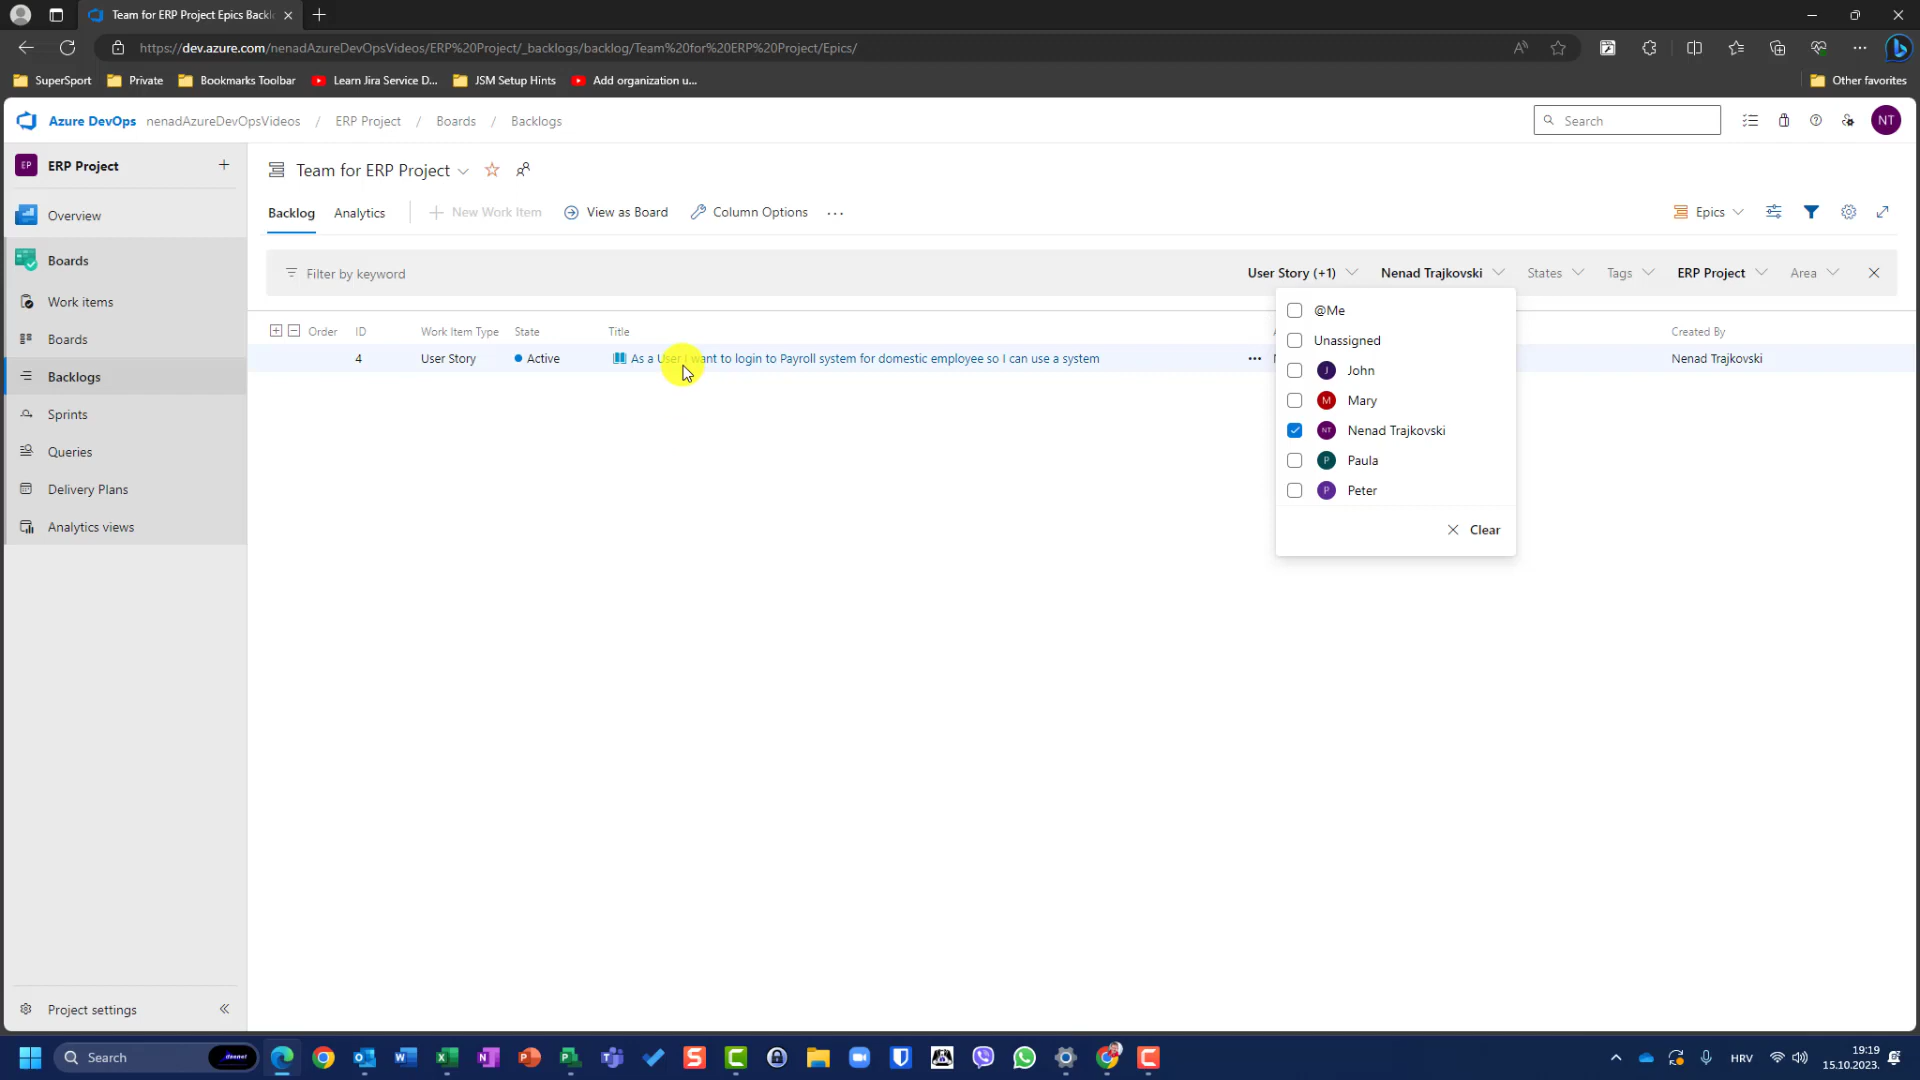 Team for ERP Project Epics Backl
https://dev.azure.com/nenadAzureDevOpsVideos/ERP%20Project/_backlogs/backlog/Team%20for%20ERP%20Project/Epics/
SuperSport
Private
Bookmarks Toolbar
Learn Jira Service D...
JSM Setup Hints
Add organization u...
Other favorites
Azure DevOps
nenadAzureDevOpsVideos / ERP Project / Boards / Backlogs
Search
NT
EP
ERP Project
Overview
Boards
Work items
Boards
Backlogs
Sprints
Queries
Delivery Plans
Analytics views
Project settings
Team for ERP Project
Backlog
Analytics
New Work Item
View as Board
Column Options
Epics
Filter by keyword
User Story (+1)
Nenad Trajkovski
States
Tags
ERP Project
Area
Order
ID
Work Item Type
State
Title
Created By
4
User Story
Active
As a User I want to login to Payroll system for domestic employee so I can use a system
Nenad Trajkovski
@Me
Unassigned
J John
M Mary
NT Nenad Trajkovski
P Paula
P Peter
Clear
Search
HRV
19:19
15.10.2023.